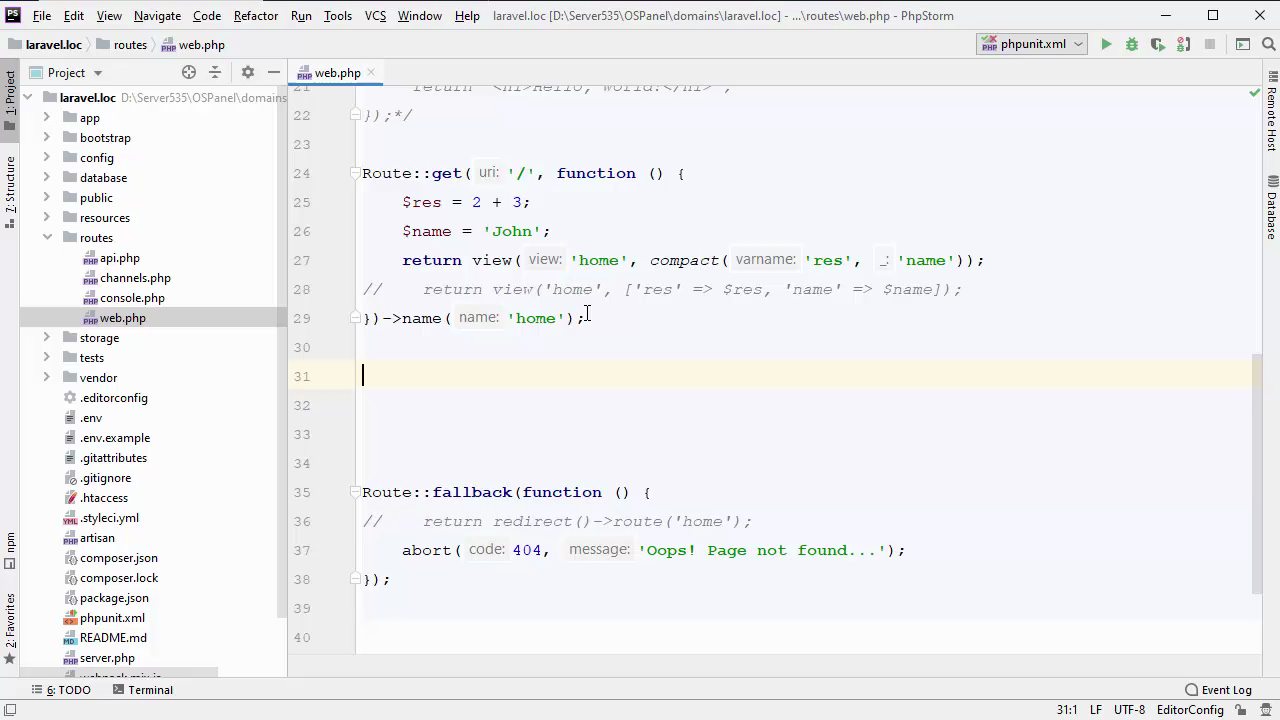 PS File Edit View Navigate Code Refactor Run Tools VCS Window Help laravel.loc [D:\Server535\OSPanel\domains\laravel.loc] - ...\routes\web.php - PhpStorm
laravel.loc routes web.php phpunit.xml
Project web.php
laravel.loc D:\Server535\OSPanel\domains
app
bootstrap
config
database
public
resources
routes
api.php
channels.php
console.php
web.php
storage
tests
vendor
.editorconfig
.env
.env.example
.gitattributes
.gitignore
.htaccess
.styleci.yml
artisan
composer.json
composer.lock
package.json
phpunit.xml
README.md
server.php
webpack.mix.js
1: Project
7: Structure
npm
2: Favorites
21 return '<h1>Hello, World!</h1>';
22 });*/
23
24 Route::get( uri: '/', function () {
25 $res = 2 + 3;
26 $name = 'John';
27 return view( view: 'home', compact( varname: 'res', _: 'name'));
28 // return view('home', ['res' => $res, 'name' => $name]);
29 })->name( name: 'home');
30
31
32
33
34
35 Route::fallback(function () {
36 // return redirect()->route('home');
37 abort( code: 404, message: 'Oops! Page not found...');
38 });
39
40
Remote Host
Database
6: TODO Terminal Event Log
31:1 LF UTF-8 EditorConfig